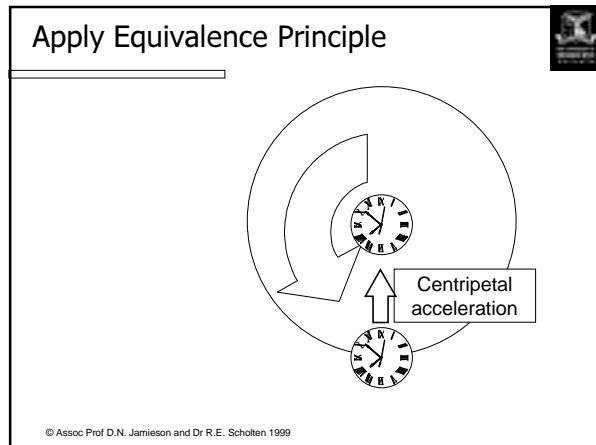 Apply Equivalence Principle
Centripetal
acceleration
© Assoc Prof D.N. Jamieson and Dr R.E. Scholten 1999